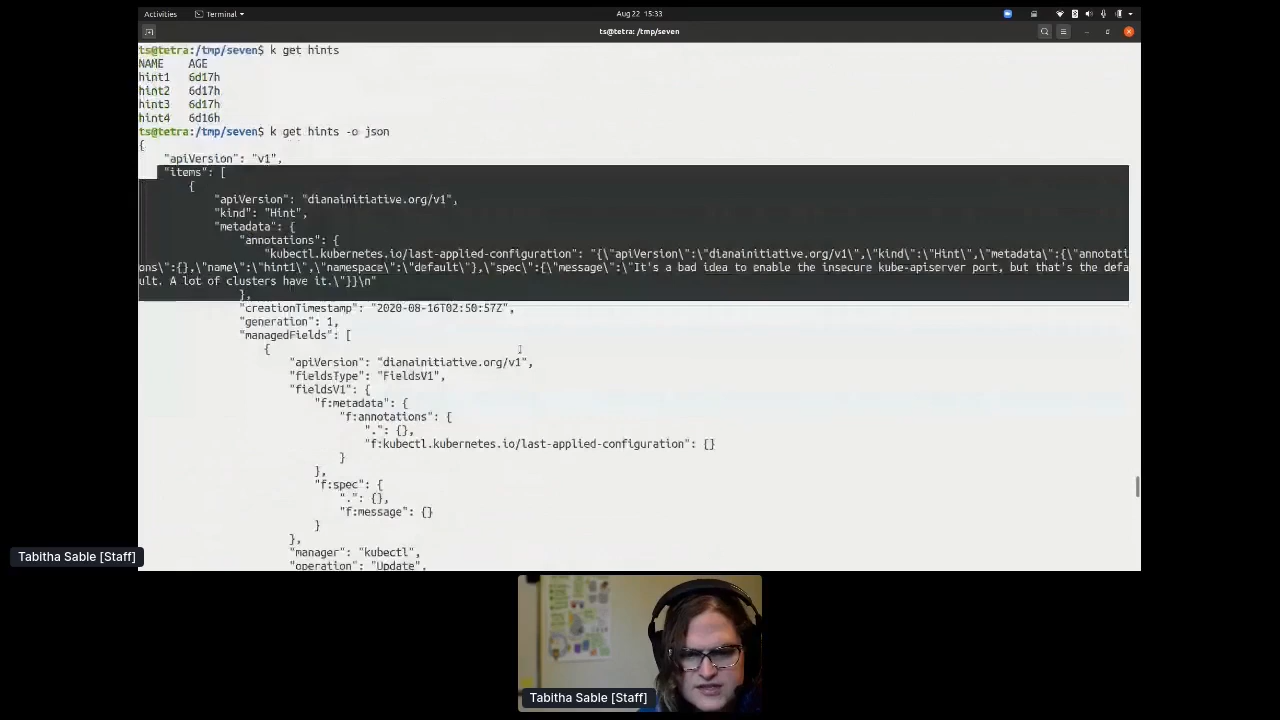 Activities
Terminal
Aug 22 15:33
ts@tetra: /tmp/seven
ts@tetra:/tmp/seven$ k get hints
NAME AGE
hint1 6d17h
hint2 6d17h
hint3 6d17h
hint4 6d16h
ts@tetra:/tmp/seven$ k get hints -o json
{
"apiVersion": "v1",
"items": [
{
"apiVersion": "dianainitiative.org/v1",
"kind": "Hint",
"metadata": {
"annotations": {
"kubectl.kubernetes.io/last-applied-configuration": "{\"apiVersion\":\"dianainitiative.org/v1\",\"kind\":\"Hint\",\"metadata\":{\"annotati
ons\":{},\"name\":\"hint1\",\"namespace\":\"default\"},\"spec\":{\"message\":\"It's a bad idea to enable the insecure kube-apiserver port, but that's the defa
ult. A lot of clusters have it.\"}}\n"
},
"creationTimestamp": "2020-08-16T02:50:57Z",
"generation": 1,
"managedFields": [
{
"apiVersion": "dianainitiative.org/v1",
"fieldsType": "FieldsV1",
"fieldsV1": {
"f:metadata": {
"f:annotations": {
".": {},
"f:kubectl.kubernetes.io/last-applied-configuration": {}
}
},
"f:spec": {
".": {},
"f:message": {}
}
},
"manager": "kubectl",
"operation": "Update",
Tabitha Sable [Staff]
Tabitha Sable [Staff]